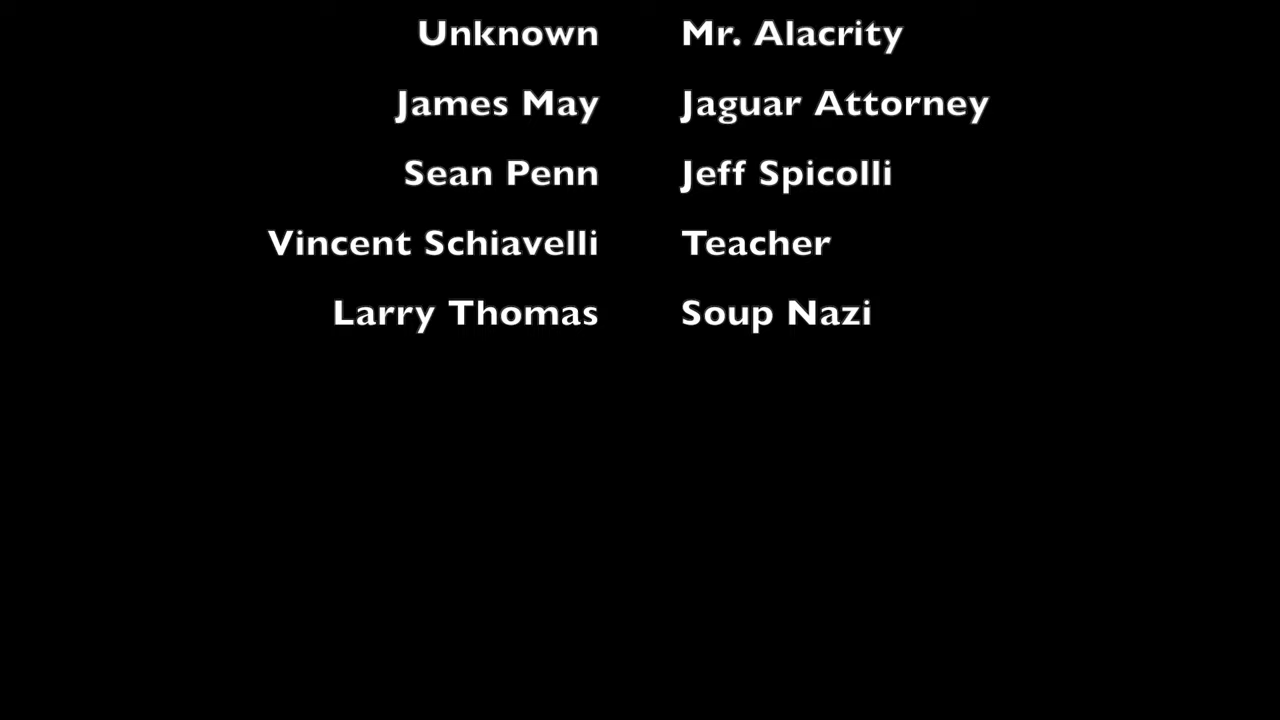 Unknown Mr. Alacrity
James May Jaguar Attorney
Sean Penn Jeff Spicolli
Vincent Schiavelli Teacher
Larry Thomas Soup Nazi